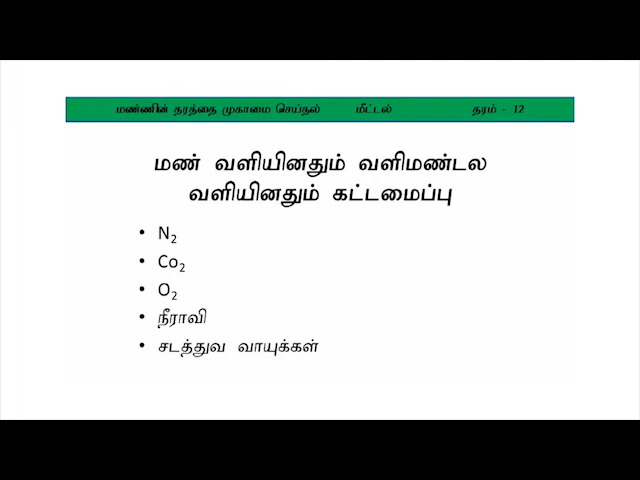 மண்ணின் தரத்தை முகாமை செய்தல் மீட்டல் தரம் - 12
மண் வளியினதும் வளிமண்டல
வளியினதும் கட்டமைப்பு
• N₂
• Co₂
• O₂
• நீராவி
• சடத்துவ வாயுக்கள்